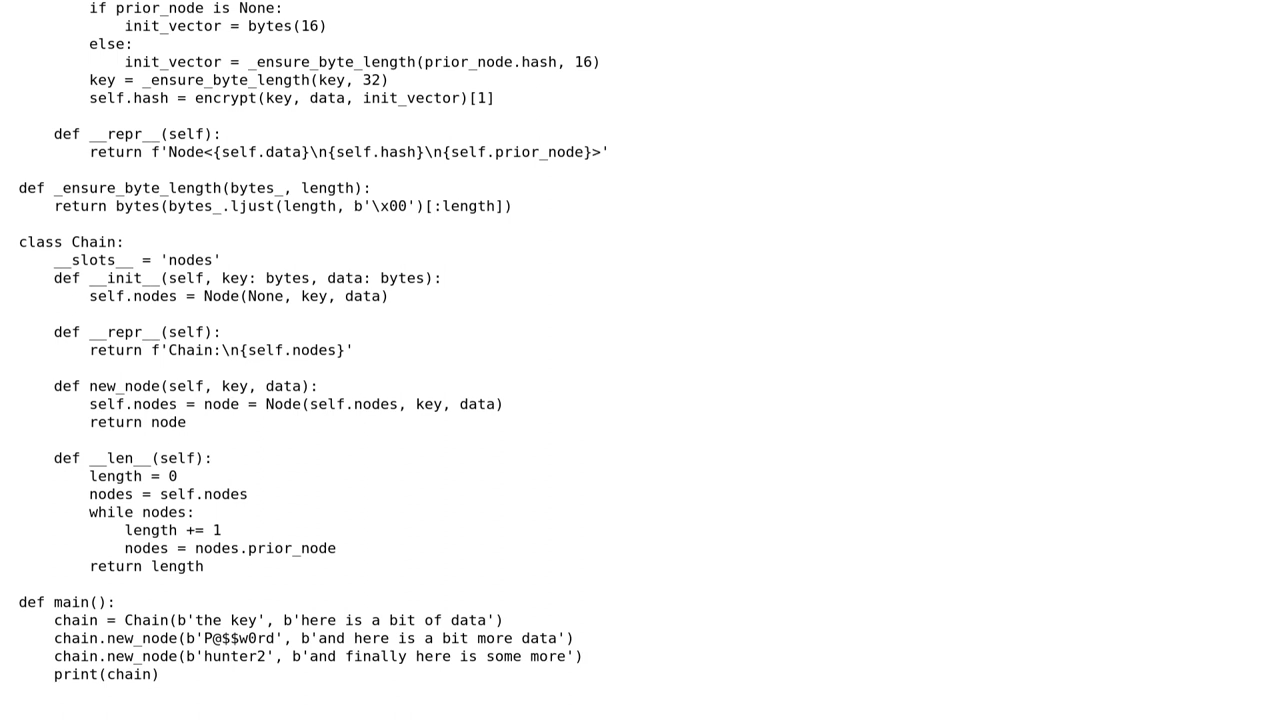 if prior_node is None:
            init_vector = bytes(16)
        else:
            init_vector = _ensure_byte_length(prior_node.hash, 16)
        key = _ensure_byte_length(key, 32)
        self.hash = encrypt(key, data, init_vector)[1]

    def __repr__(self):
        return f'Node<{self.data}\n{self.hash}\n{self.prior_node}>'

def _ensure_byte_length(bytes_, length):
    return bytes(bytes_.ljust(length, b'\x00')[:length])

class Chain:
    __slots__ = 'nodes'
    def __init__(self, key: bytes, data: bytes):
        self.nodes = Node(None, key, data)

    def __repr__(self):
        return f'Chain:\n{self.nodes}'

    def new_node(self, key, data):
        self.nodes = node = Node(self.nodes, key, data)
        return node

    def __len__(self):
        length = 0
        nodes = self.nodes
        while nodes:
            length += 1
            nodes = nodes.prior_node
        return length

def main():
    chain = Chain(b'the key', b'here is a bit of data')
    chain.new_node(b'P@$$w0rd', b'and here is a bit more data')
    chain.new_node(b'hunter2', b'and finally here is some more')
    print(chain)